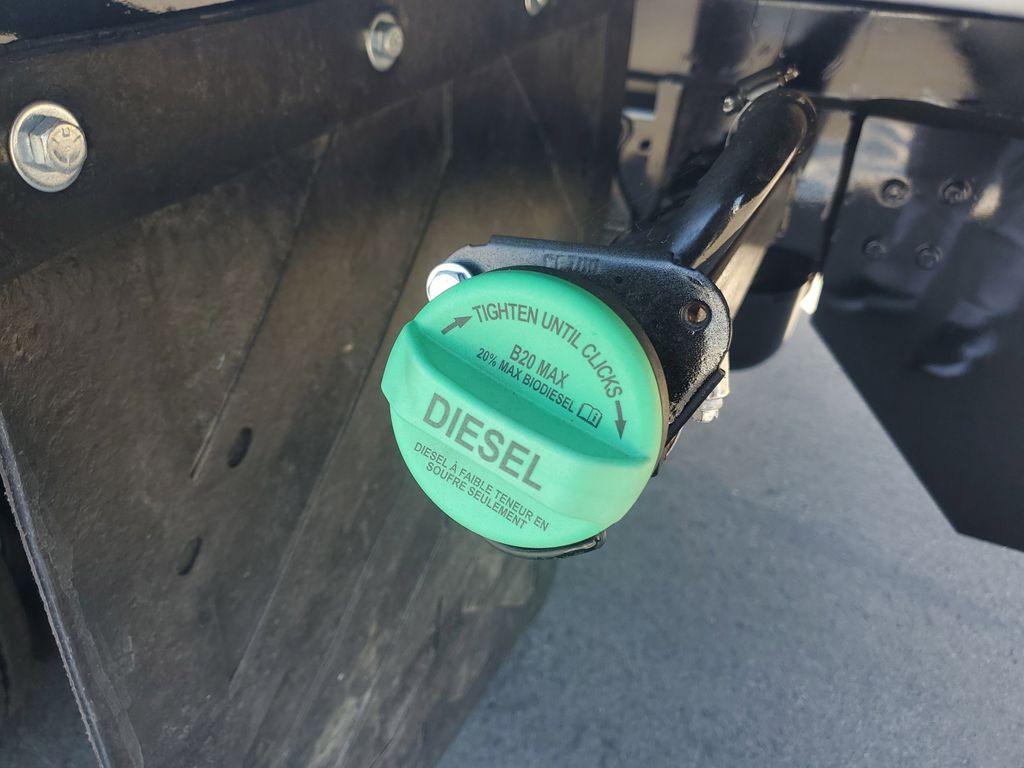 TIGHTEN UNTIL CLICKS
B20 MAX
20% MAX BIODIESEL
DIESEL
DIESEL À FAIBLE TENEUR EN
SOUFRE SEULEMENT